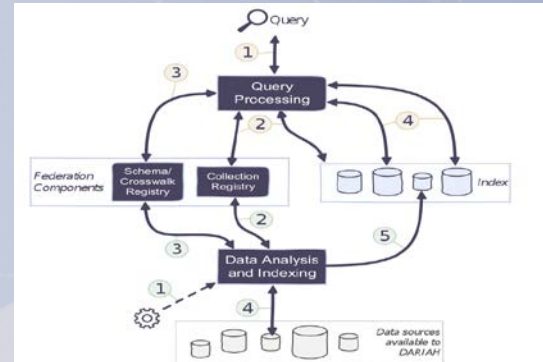 Query
1
3
Query
Processing
2
4
Federation
Components
Schema/
Crosswalk
Registry
Collection
Registry
Index
3
2
5
Data Analysis
and Indexing
1
4
Data sources
available to
DARIAH